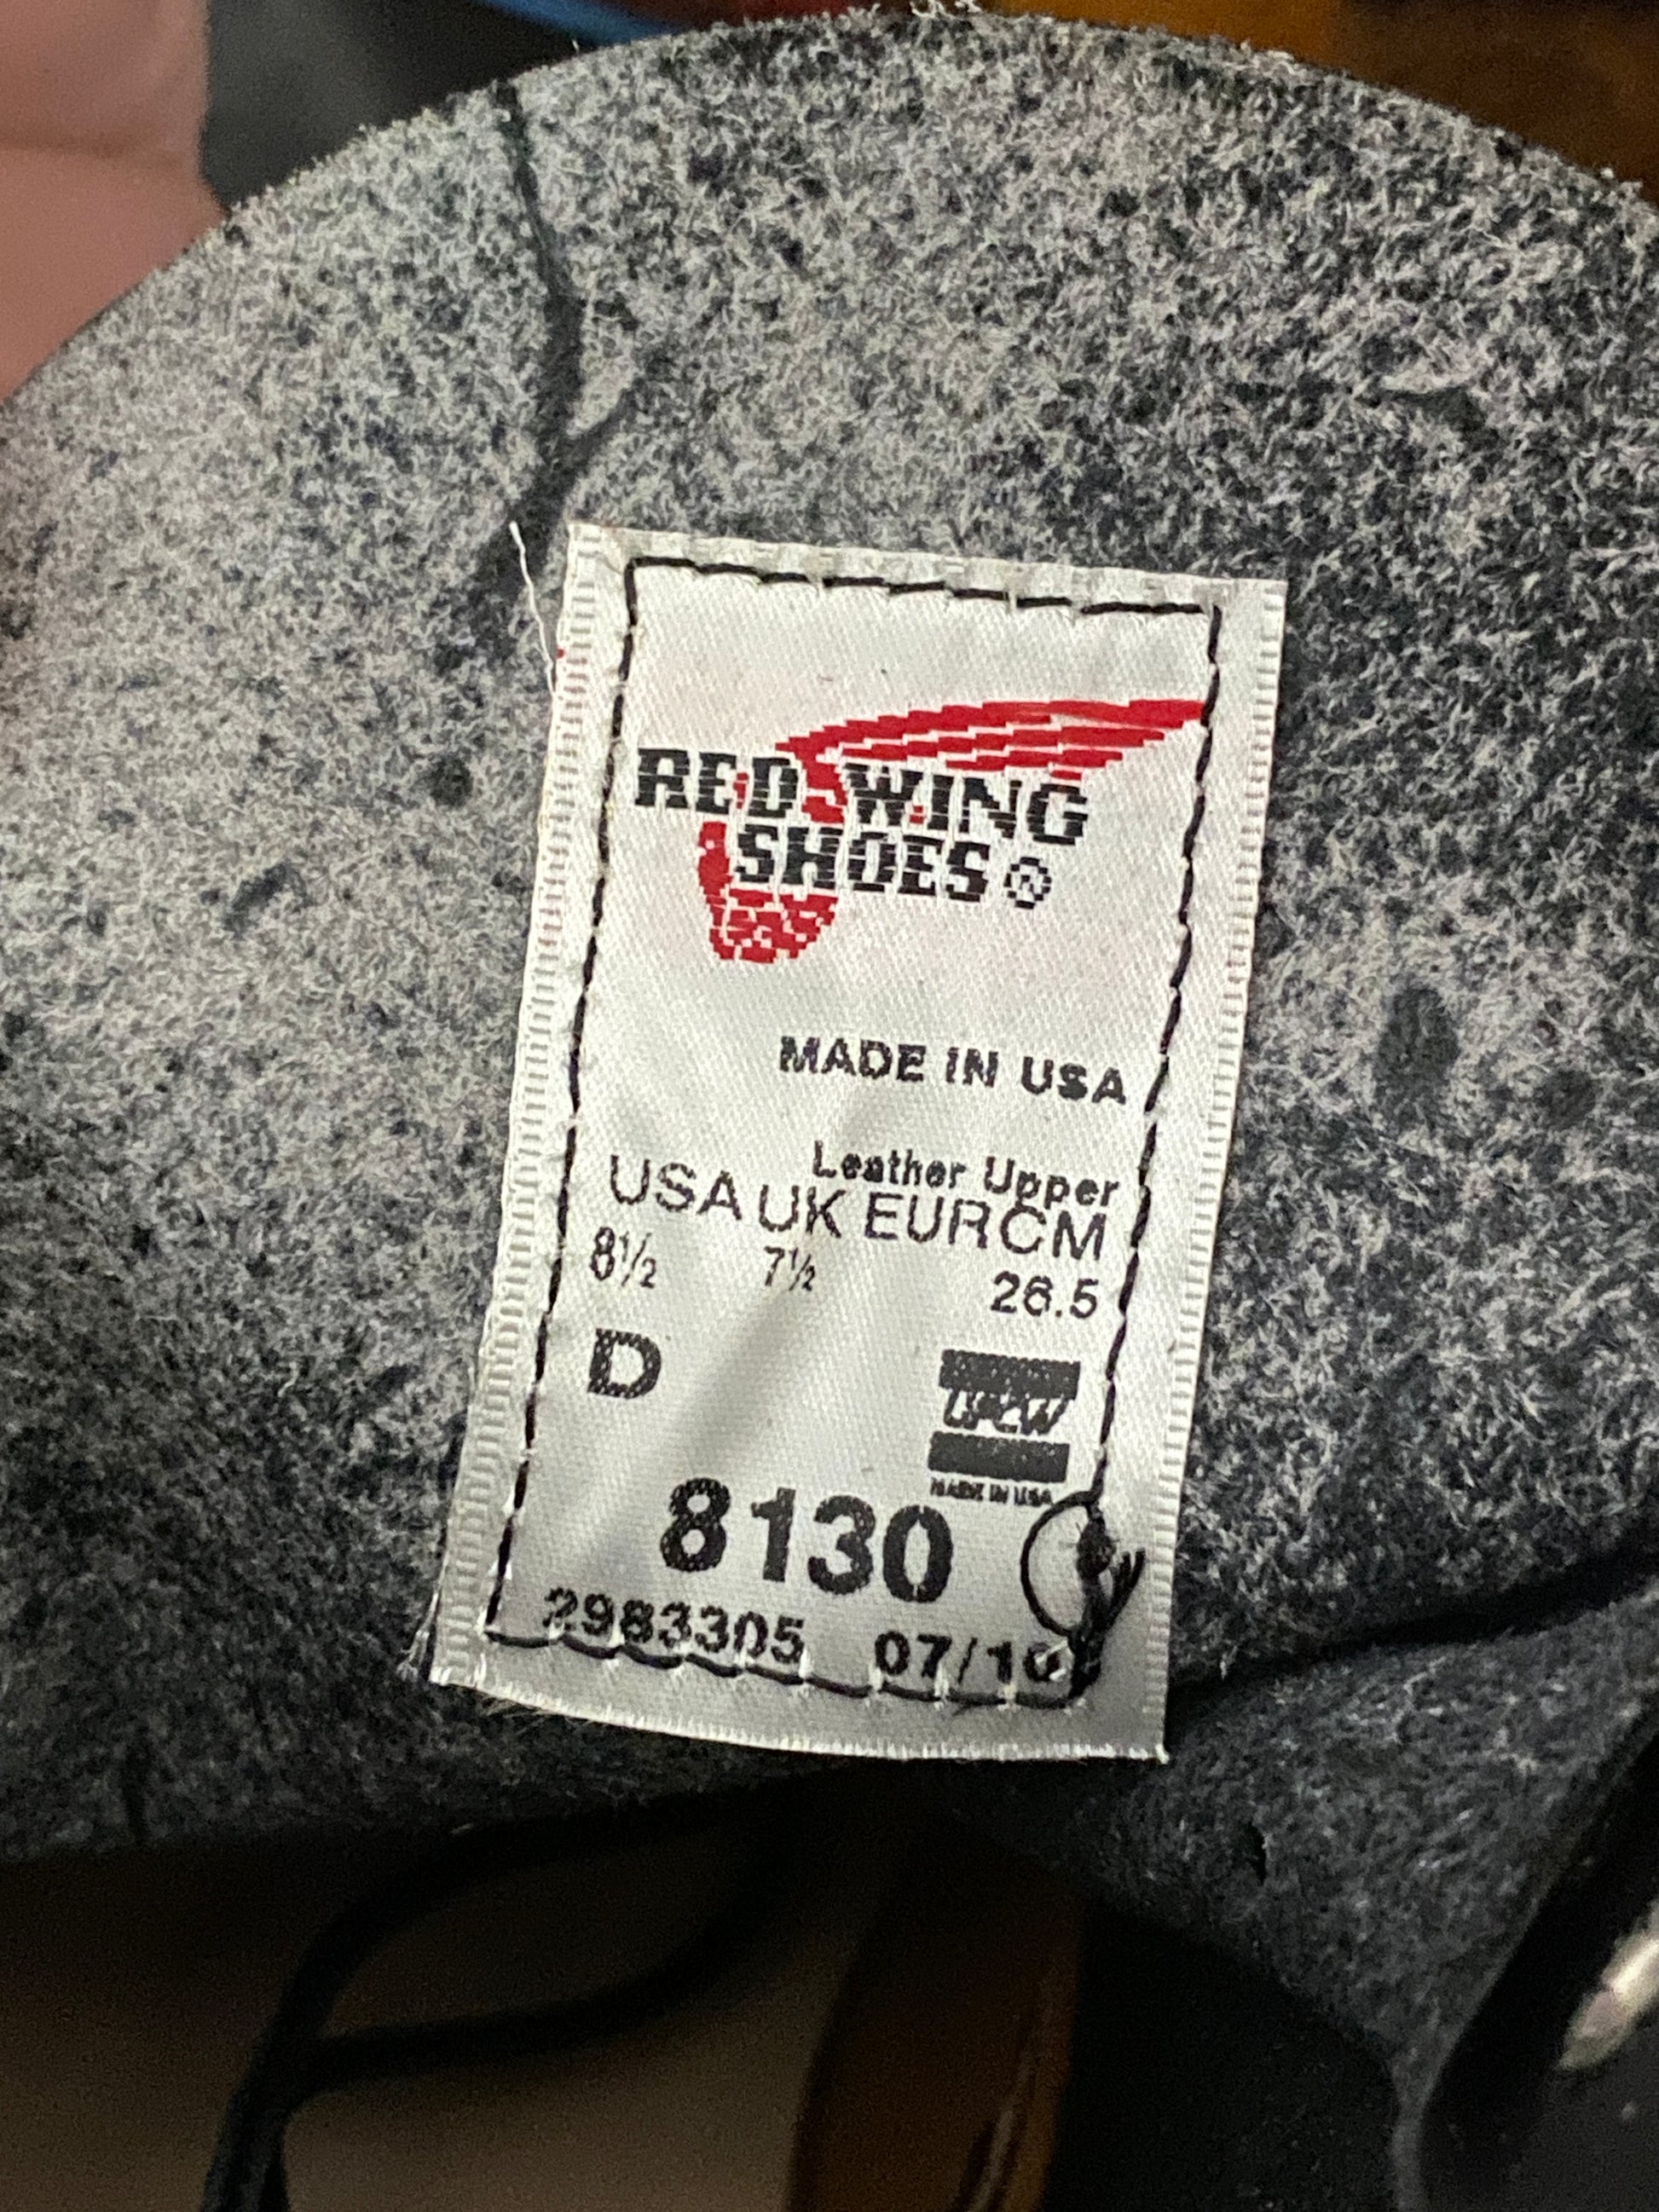 RED WING
SHOES®
MADE IN USA
Leather Upper
USA UK EUR CM
8½ 7½ 26.5
D
UFCW
MADE IN USA
8130
2983305 07/10